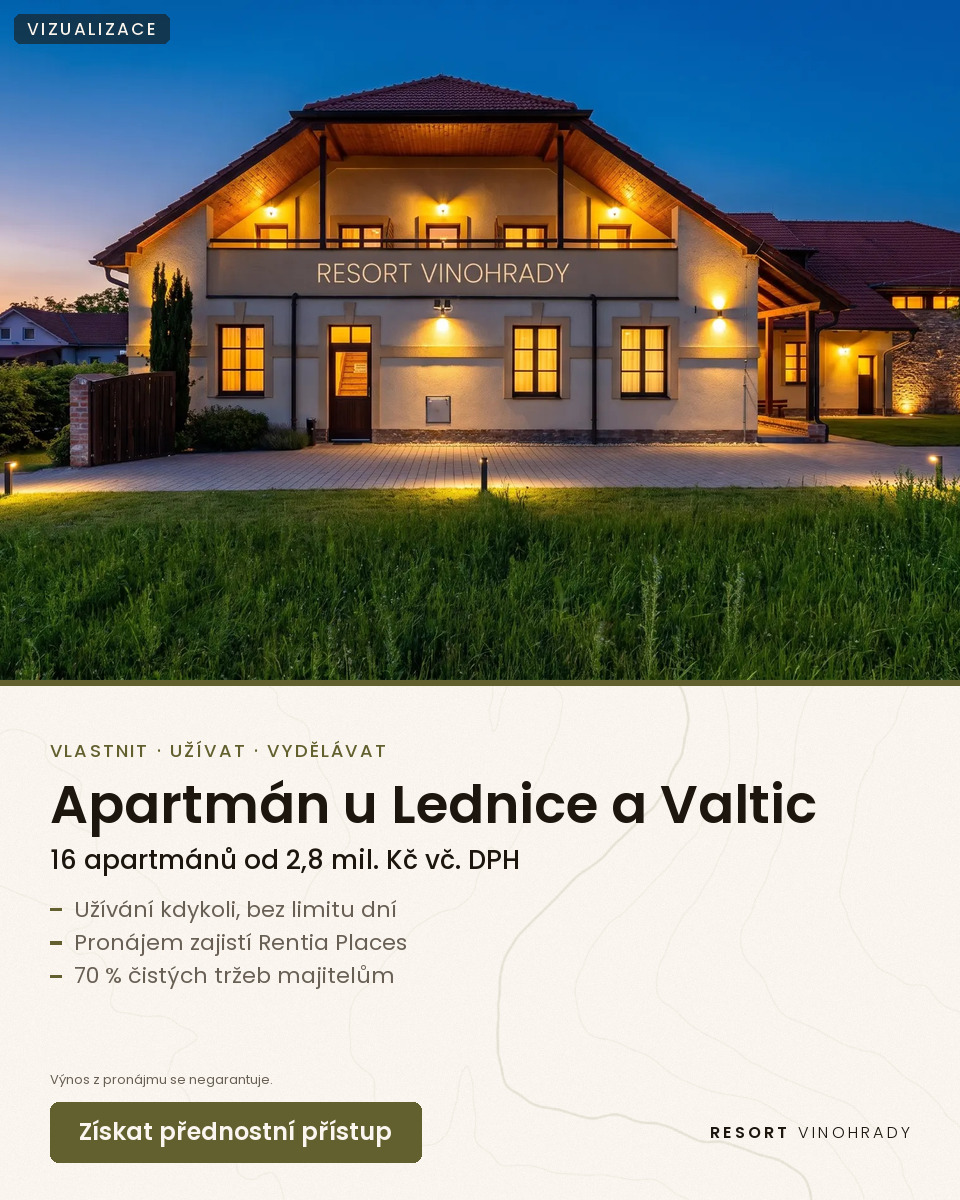 VIZUALIZACE
RESORT VINOHRADY
VLASTNIT · UŽÍVAT · VYDĚLÁVAT
Apartmán u Lednice a Valtic
16 apartmánů od 2,8 mil. Kč vč. DPH
– Užívání kdykoli, bez limitu dní
– Pronájem zajistí Rentia Places
– 70 % čistých tržeb majitelům
Výnos z pronájmu se negarantuje.
Získat přednostní přístup
RESORT VINOHRADY